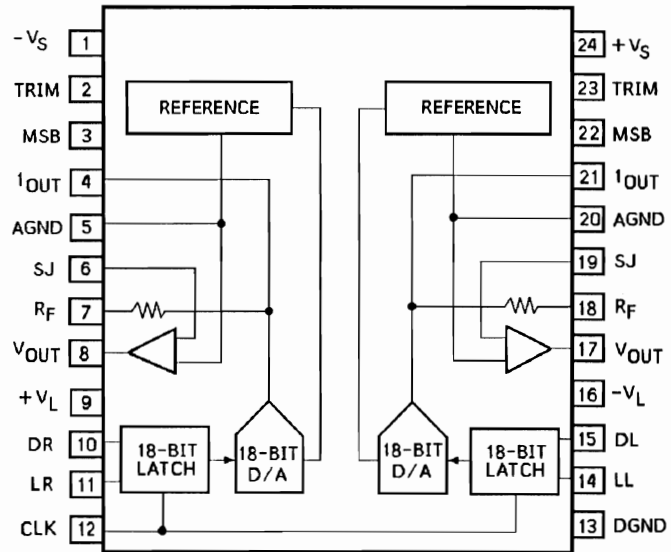 -VS 1
TRIM 2
MSB 3
IOUT 4
AGND 5
SJ 6
RF 7
VOUT 8
+VL 9
DR 10
LR 11
CLK 12
REFERENCE
18-BIT
LATCH
18-BIT
D/A
REFERENCE
18-BIT
D/A
18-BIT
LATCH
24 +VS
23 TRIM
22 MSB
21 IOUT
20 AGND
19 SJ
18 RF
17 VOUT
16 -VL
15 DL
14 LL
13 DGND